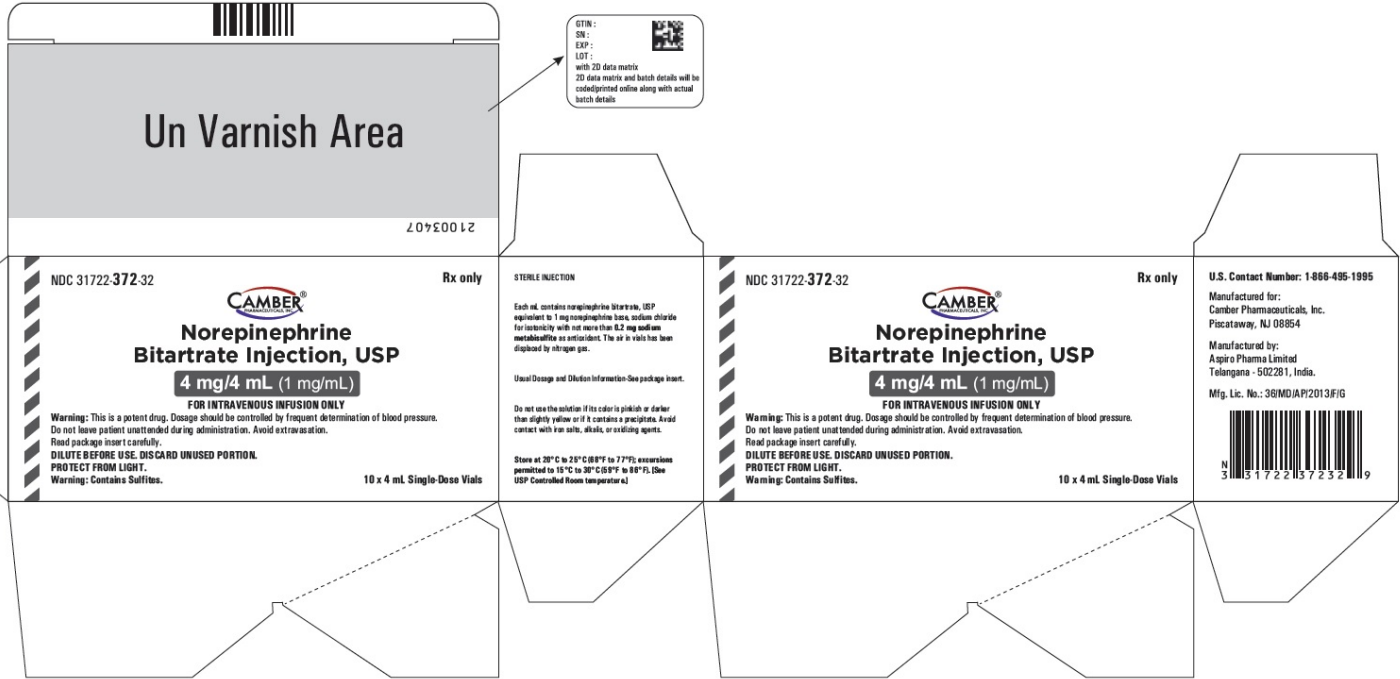 GTIN :
SN :
EXP :
LOT :
with 2D data matrix
2D data matrix and batch details will be
coded/printed online along with actual
batch details
Un Varnish Area
21003407
NDC 31722-372-32
Rx only
CAMBER®
PHARMACEUTICALS, INC.
Norepinephrine
Bitartrate Injection, USP
4 mg/4 mL (1 mg/mL)
FOR INTRAVENOUS INFUSION ONLY
Warning: This is a potent drug. Dosage should be controlled by frequent determination of blood pressure.
Do not leave patient unattended during administration. Avoid extravasation.
Read package insert carefully.
DILUTE BEFORE USE. DISCARD UNUSED PORTION.
PROTECT FROM LIGHT.
Warning: Contains Sulfites.
10 x 4 mL Single-Dose Vials
STERILE INJECTION
Each mL contains norepinephrine bitartrate, USP
equivalent to 1 mg norepinephrine base, sodium chloride
for isotonicity with not more than 0.2 mg sodium
metabisulfite as antioxidant. The air in vials has been
displaced by nitrogen gas.
Usual Dosage and Dilution Information-See package insert.
Do not use the solution if its color is pinkish or darker
than slightly yellow or if it contains a precipitate. Avoid
contact with iron salts, alkalis, or oxidizing agents.
Store at 20°C to 25°C (68°F to 77°F); excursions
permitted to 15°C to 30°C (59°F to 86°F). [See
USP Controlled Room temperature.]
NDC 31722-372-32
Rx only
CAMBER®
PHARMACEUTICALS, INC.
Norepinephrine
Bitartrate Injection, USP
4 mg/4 mL (1 mg/mL)
FOR INTRAVENOUS INFUSION ONLY
Warning: This is a potent drug. Dosage should be controlled by frequent determination of blood pressure.
Do not leave patient unattended during administration. Avoid extravasation.
Read package insert carefully.
DILUTE BEFORE USE. DISCARD UNUSED PORTION.
PROTECT FROM LIGHT.
Warning: Contains Sulfites.
10 x 4 mL Single-Dose Vials
U.S. Contact Number: 1-866-495-1995
Manufactured for:
Camber Pharmaceuticals, Inc.
Piscataway, NJ 08854
Manufactured by:
Aspiro Pharma Limited
Telangana - 502281, India.
Mfg. Lic. No.: 36/MD/AP/2013/F/G
N
3 31722 37232 9